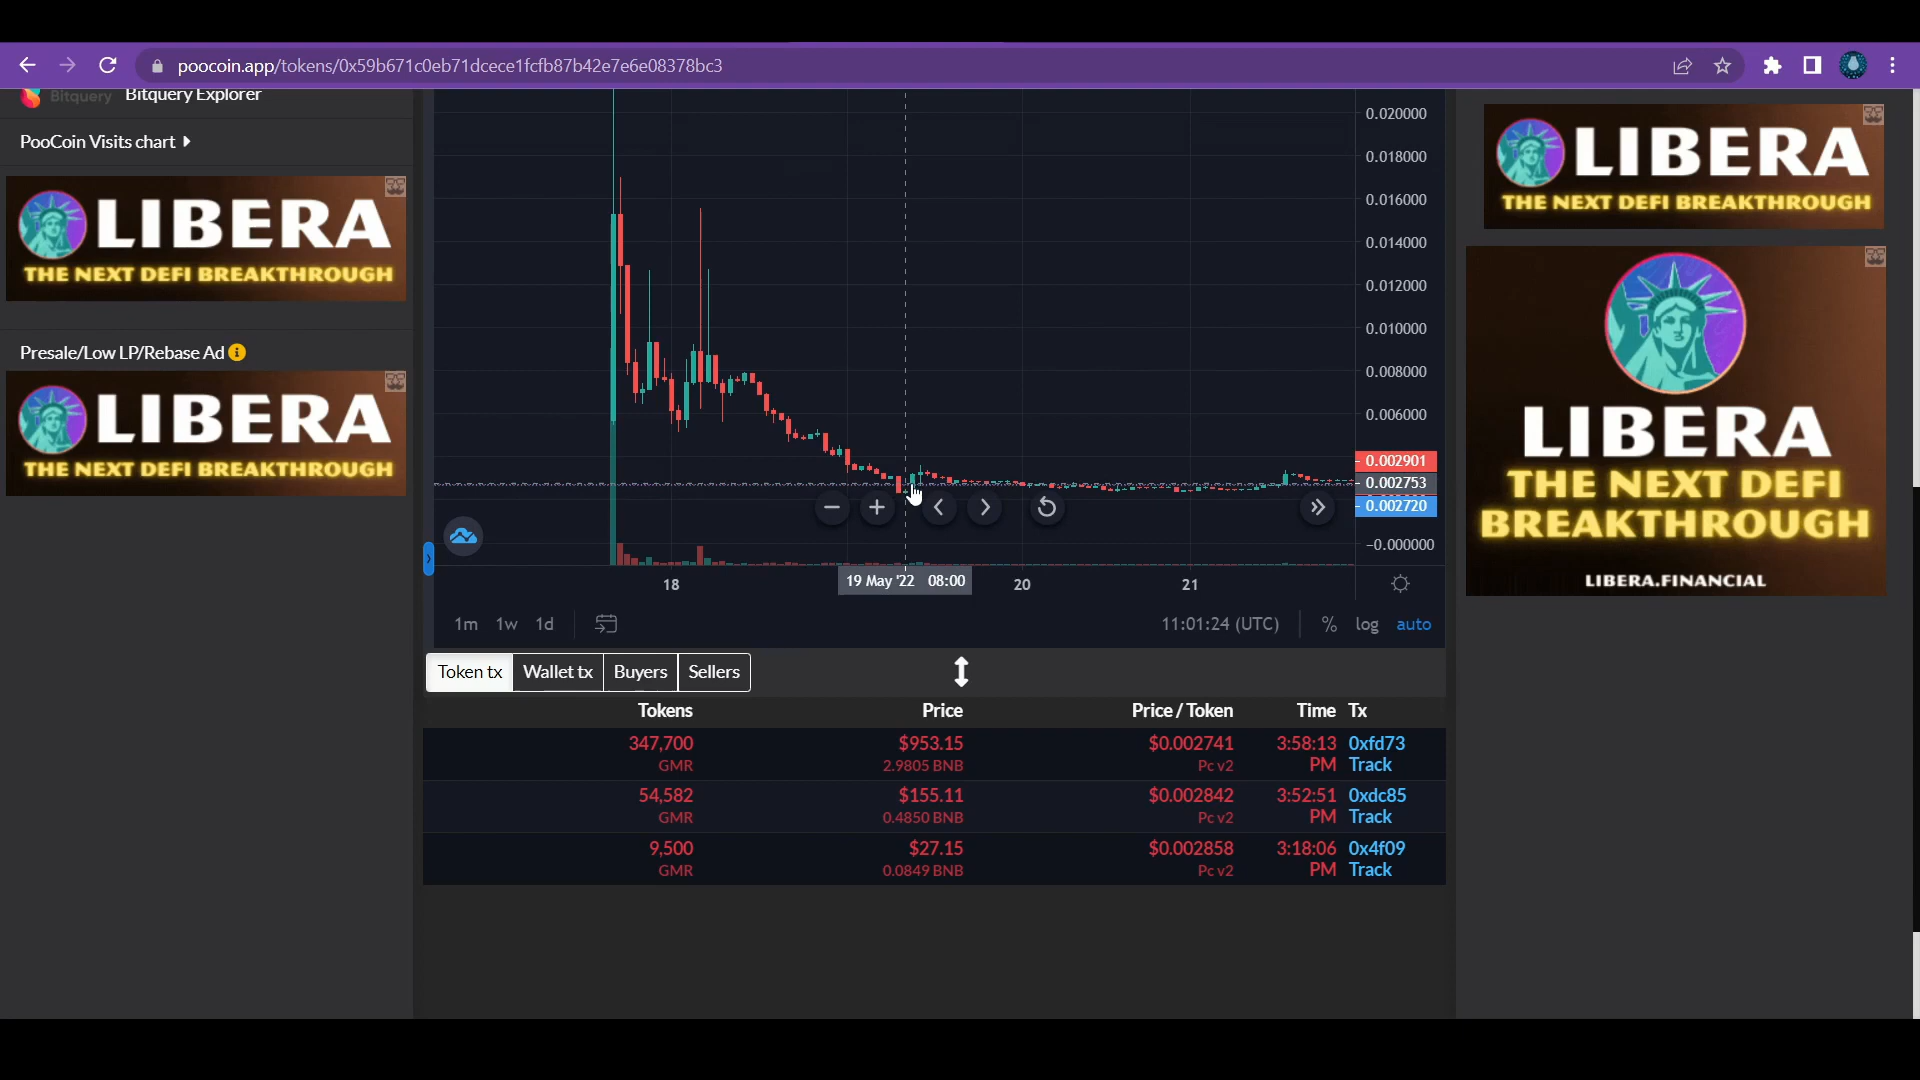 poocoin.app/tokens/0x59b671c0eb71dcece1fcfb87b42e7e6e08378bc3
Bitquery Bitquery Explorer
PooCoin Visits chart
LIBERA
THE NEXT DEFI BREAKTHROUGH
Presale/Low LP/Rebase Ad
LIBERA
THE NEXT DEFI BREAKTHROUGH
0.020000
0.018000
0.016000
0.014000
0.012000
0.010000
0.008000
0.006000
0.002901
0.002753
0.002720
-0.000000
18
19 May '22 08:00
20
21
1m 1w 1d
11:01:24 (UTC) % log auto
Token tx Wallet tx Buyers Sellers
Tokens Price Price / Token Time Tx
347,700 $953.15 $0.002741 3:58:13 0xfd73
GMR 2.9805 BNB Pc v2 PM Track
54,582 $155.11 $0.002842 3:52:51 0xdc85
GMR 0.4850 BNB Pc v2 PM Track
9,500 $27.15 $0.002858 3:18:06 0x4f09
GMR 0.0849 BNB Pc v2 PM Track
LIBERA
THE NEXT DEFI BREAKTHROUGH
LIBERA
THE NEXT DEFI
BREAKTHROUGH
LIBERA.FINANCIAL